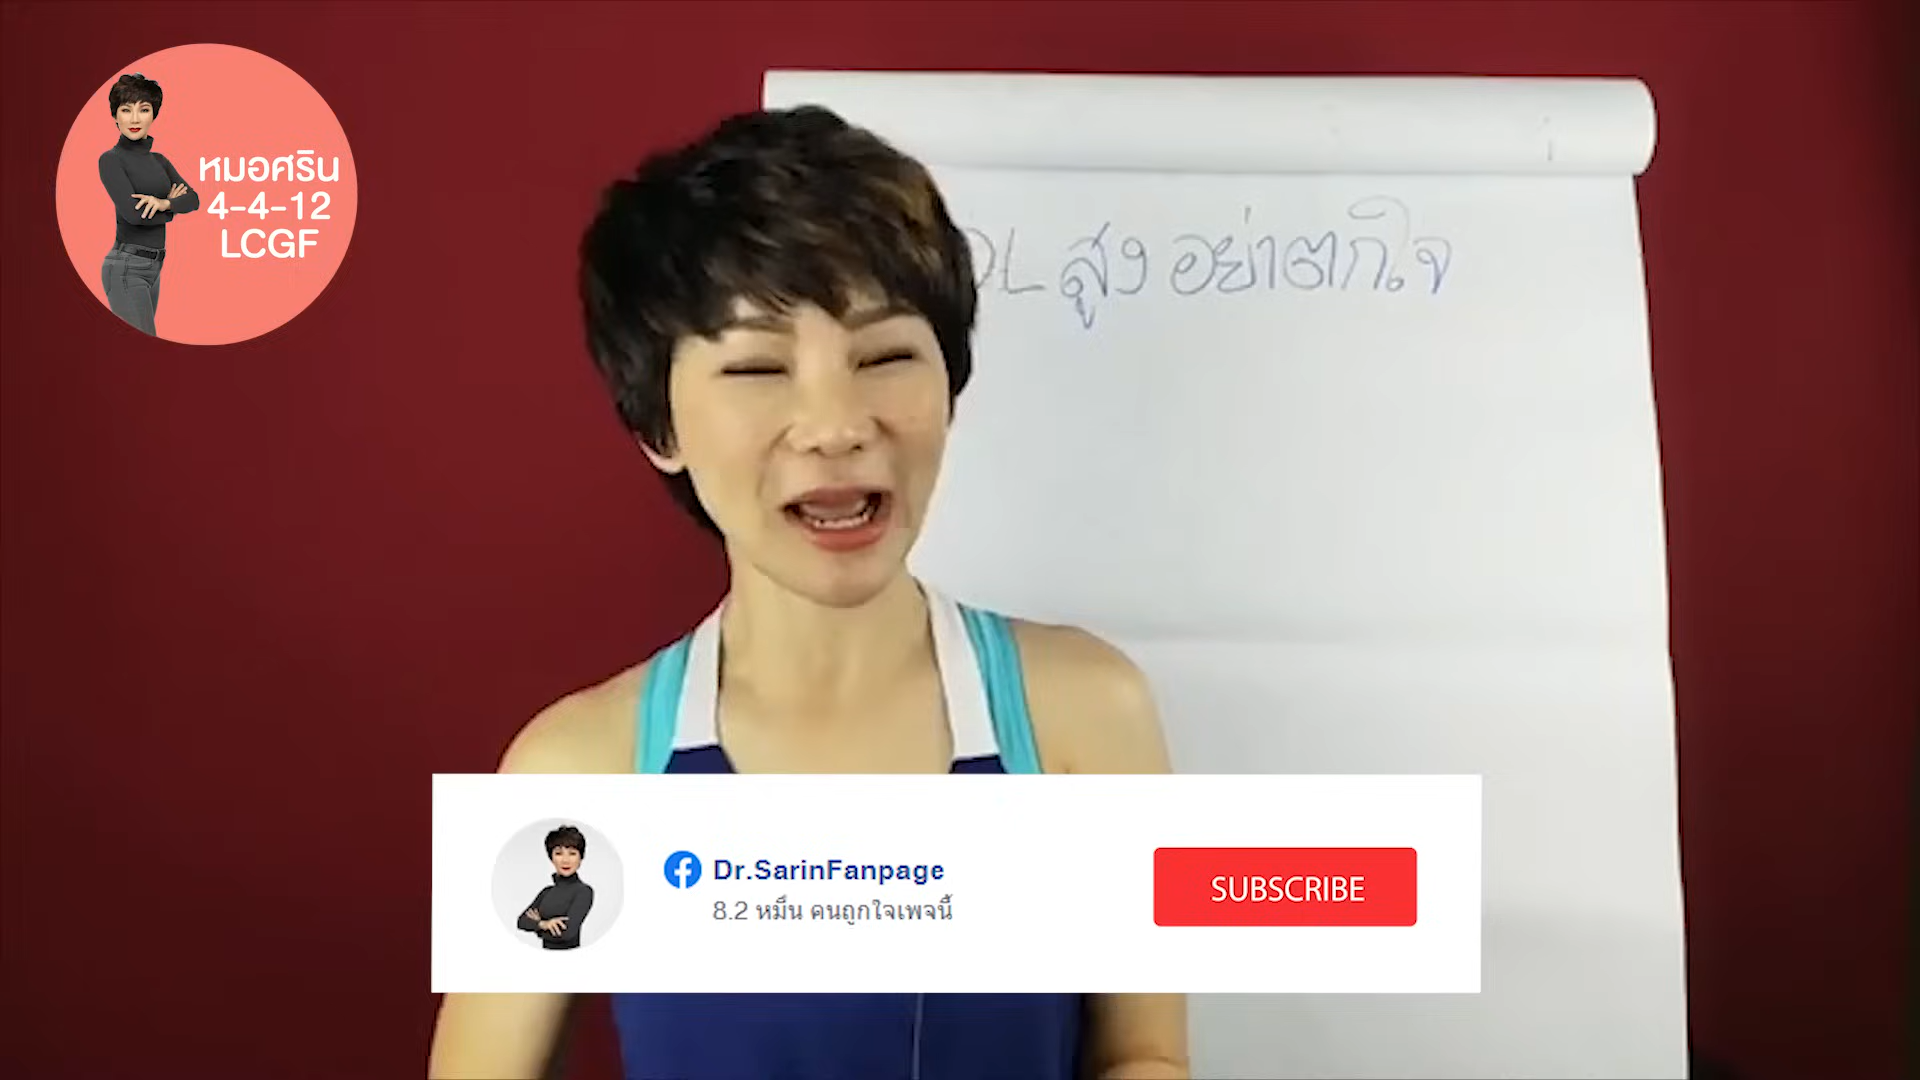 หมอศริน
4-4-12
LCGF
DL สูง อย่าตกใจ
Dr.SarinFanpage
8.2 หมื่น คนถูกใจเพจนี้
SUBSCRIBE